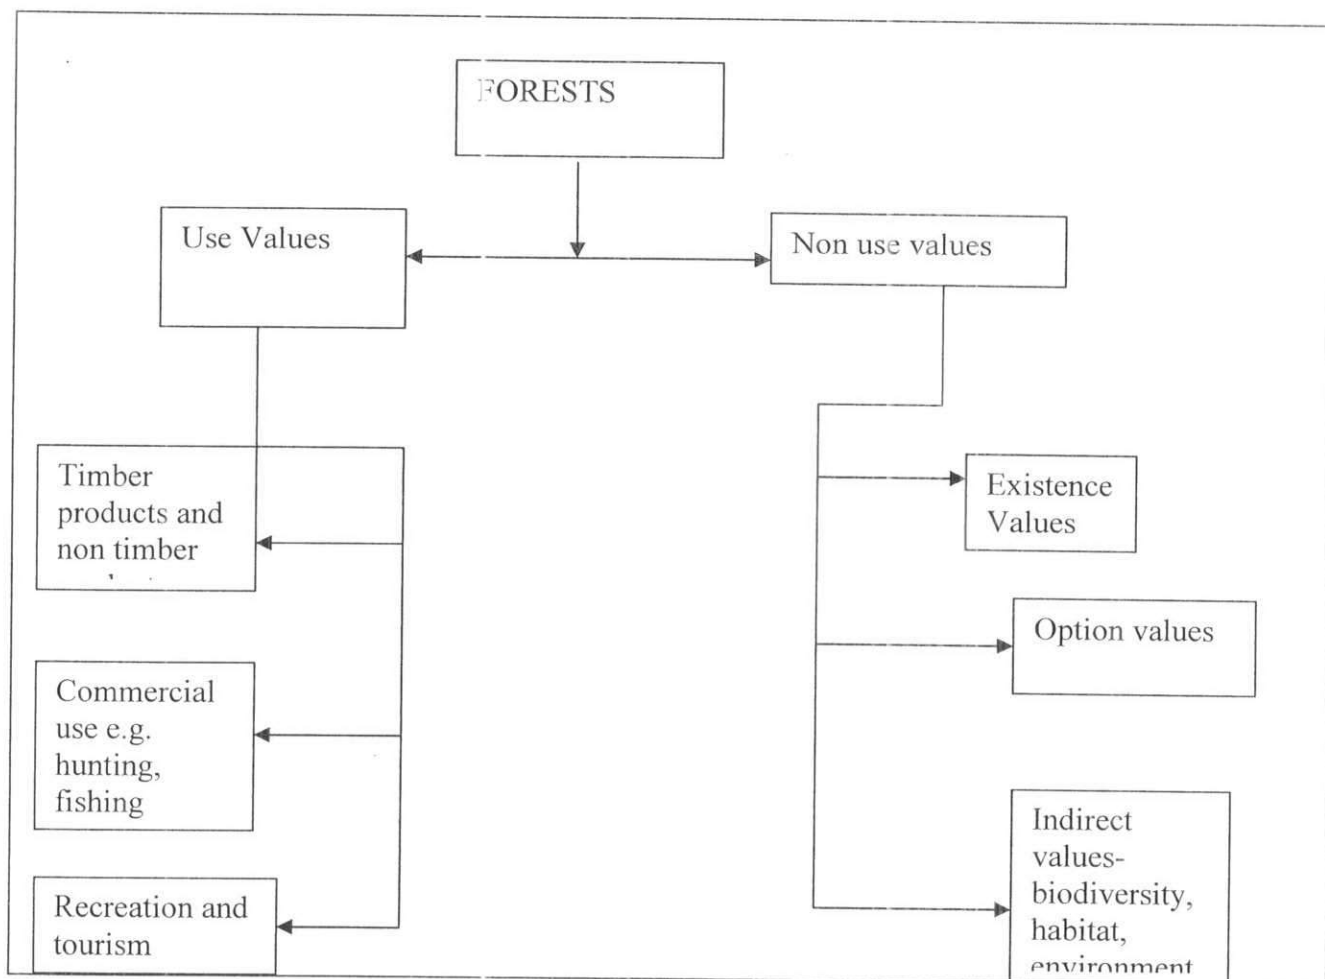 FORESTS
Use Values
Non use values
Timber
products and
non timber
Existence
Values
Option values
Commercial
use e.g.
hunting,
fishing
Indirect
values-
biodiversity,
habitat,
environment
Recreation and
tourism